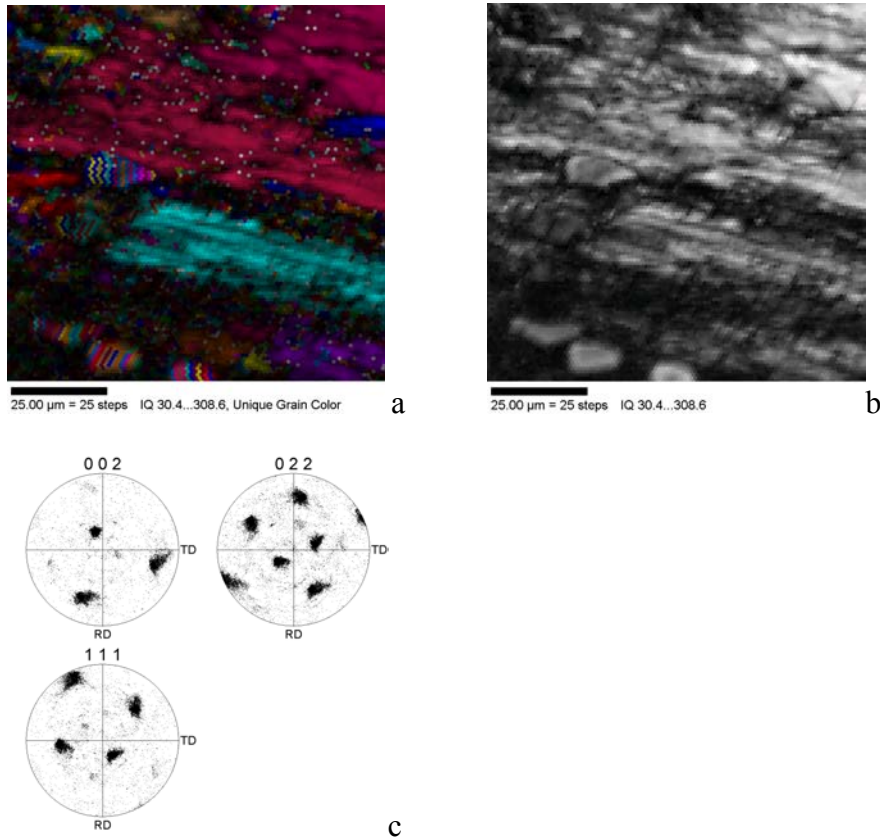 25.00 µm = 25 steps IQ 30.4...308.6, Unique Grain Color
a
25.00 µm = 25 steps IQ 30.4...308.6
b
0 0 2
TD
RD
0 2 2
TD
RD
1 1 1
TD
RD
c